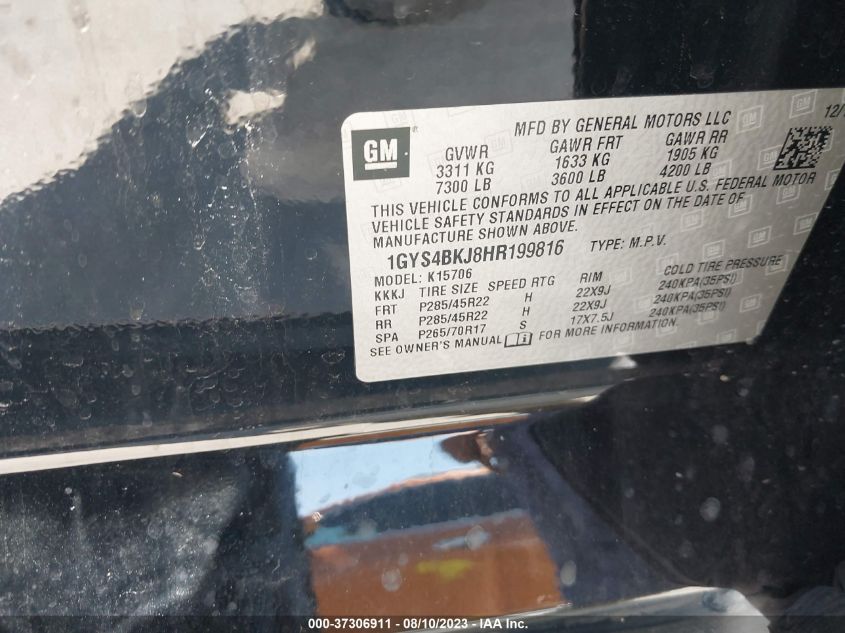 MFD BY GENERAL MOTORS LLC
GM
GVWR GAWR FRT GAWR RR
3311 KG 1633 KG 1905 KG
7300 LB 3600 LB 4200 LB
THIS VEHICLE CONFORMS TO ALL APPLICABLE U.S. FEDERAL MOTOR
VEHICLE SAFETY STANDARDS IN EFFECT ON THE DATE OF
MANUFACTURE SHOWN ABOVE.
1GYS4BKJ8HR199816 TYPE: M.P.V.
MODEL: K15706
KKKJ TIRE SIZE SPEED RTG RIM COLD TIRE PRESSURE
FRT P285/45R22 H 22X9J 240KPA(35PSI)
RR P285/45R22 H 22X9J 240KPA(35PSI)
SPA P265/70R17 S 17X7.5J 240KPA(35PSI)
SEE OWNER'S MANUAL FOR MORE INFORMATION.
000-37306911 - 08/10/2023 - IAA Inc.